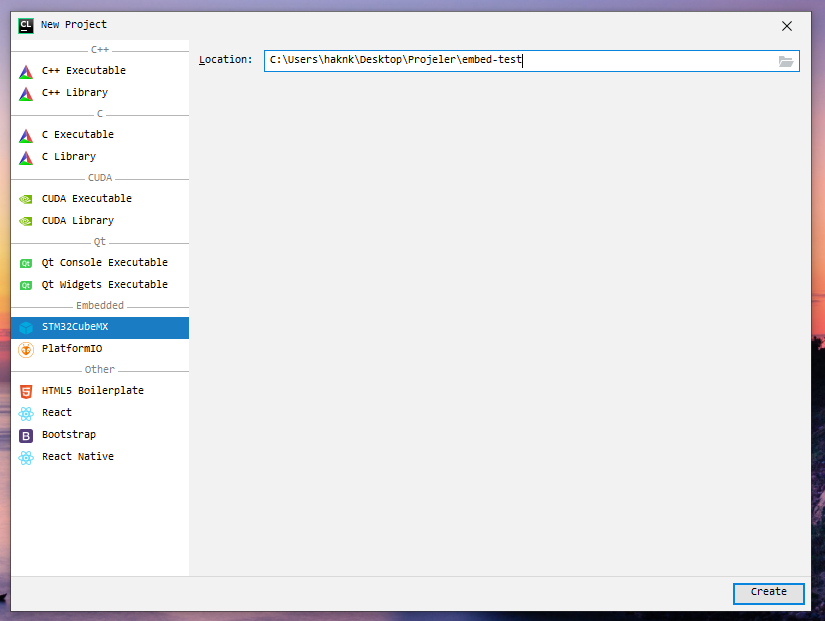 CL New Project
C++
C++ Executable
C++ Library
C
C Executable
C Library
CUDA
CUDA Executable
CUDA Library
Qt
Qt Console Executable
Qt Widgets Executable
Embedded
STM32CubeMX
PlatformIO
Other
HTML5 Boilerplate
React
Bootstrap
React Native
Location: C:\Users\haknk\Desktop\Projeler\embed-test
Create